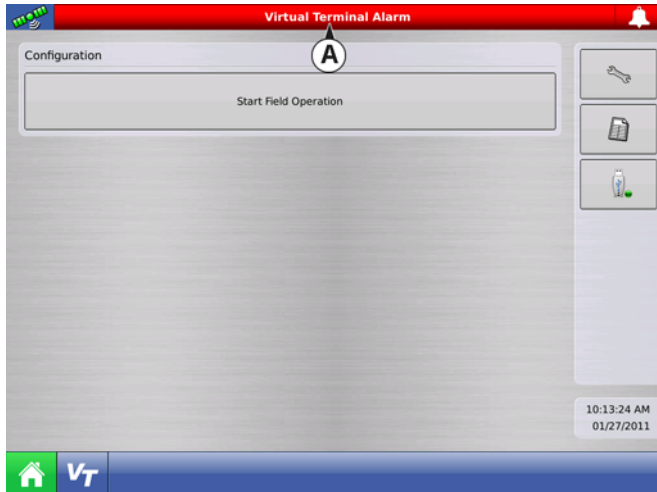 Virtual Terminal Alarm
A
Configuration
Start Field Operation
10:13:24 AM
01/27/2011
VT